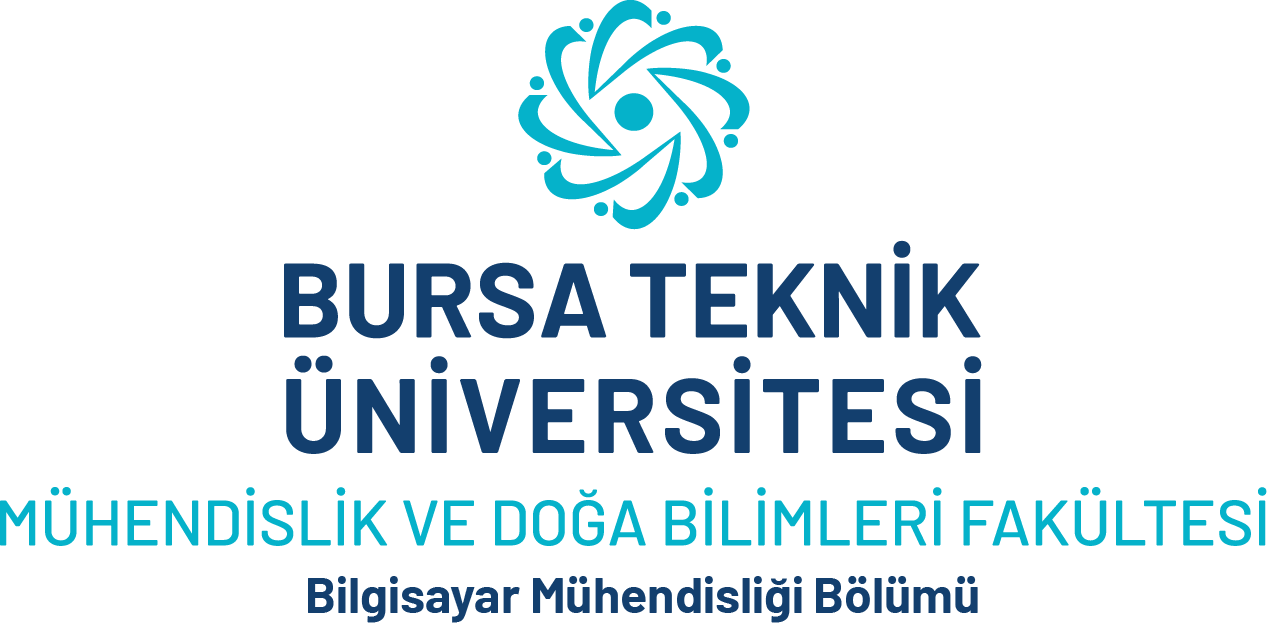 BURSA TEKNİK
ÜNİVERSİTESİ
MÜHENDİSLİK VE DOĞA BİLİMLERİ FAKÜLTESİ
Bilgisayar Mühendisliği Bölümü